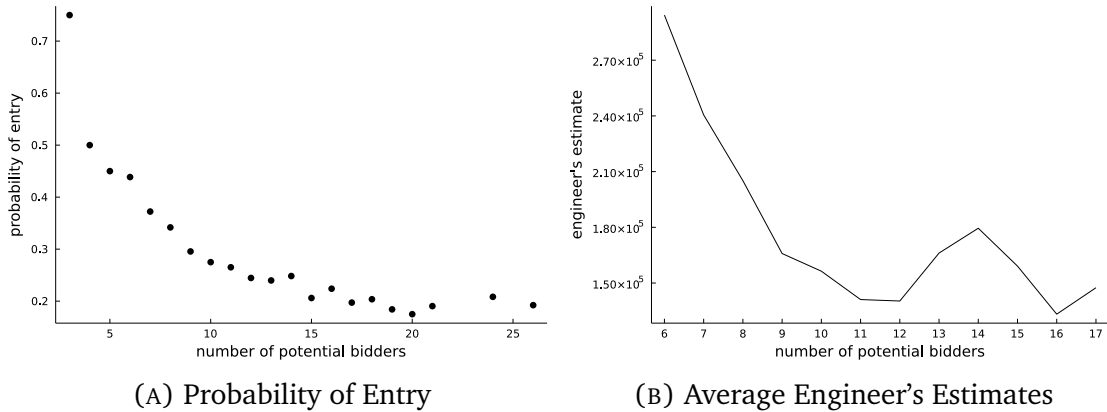 0.7
0.6
0.5
0.4
0.3
0.2
probability of entry
5
10
15
20
25
number of potential bidders
(A) Probability of Entry
2.70×10⁵
2.40×10⁵
2.10×10⁵
1.80×10⁵
1.50×10⁵
engineer's estimate
6 7 8 9 10 11 12 13 14 15 16 17
number of potential bidders
(B) Average Engineer’s Estimates